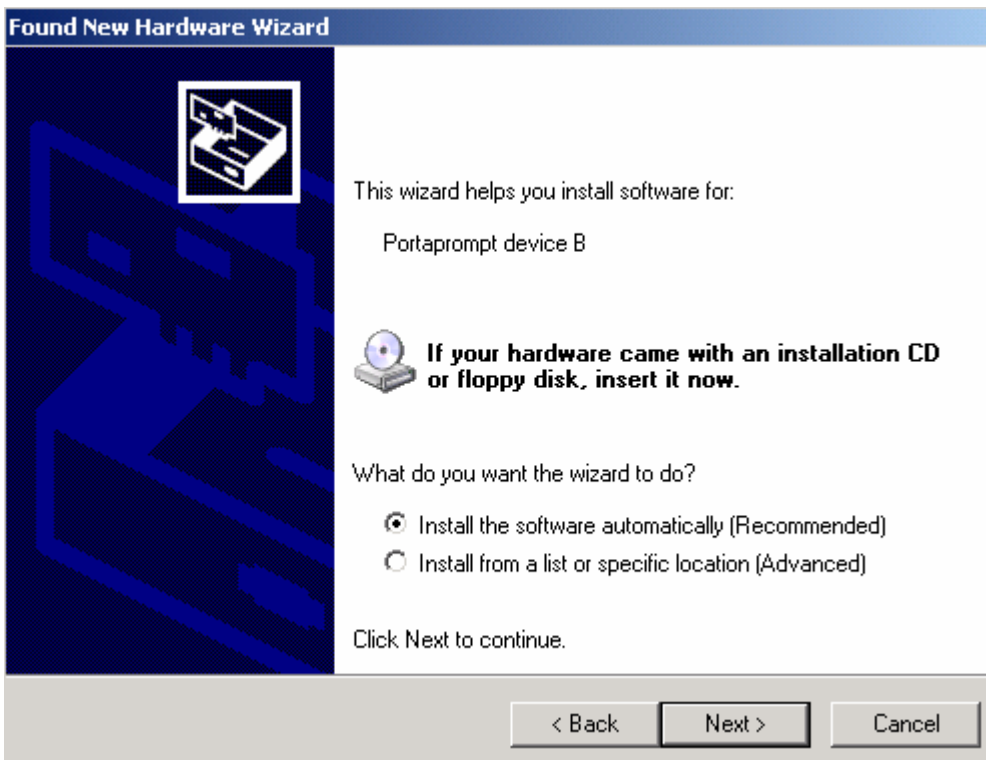 Found New Hardware Wizard
This wizard helps you install software for:
Portaprompt device B
If your hardware came with an installation CD
or floppy disk, insert it now.
What do you want the wizard to do?
Install the software automatically (Recommended)
Install from a list or specific location (Advanced)
Click Next to continue.
< Back
Next >
Cancel